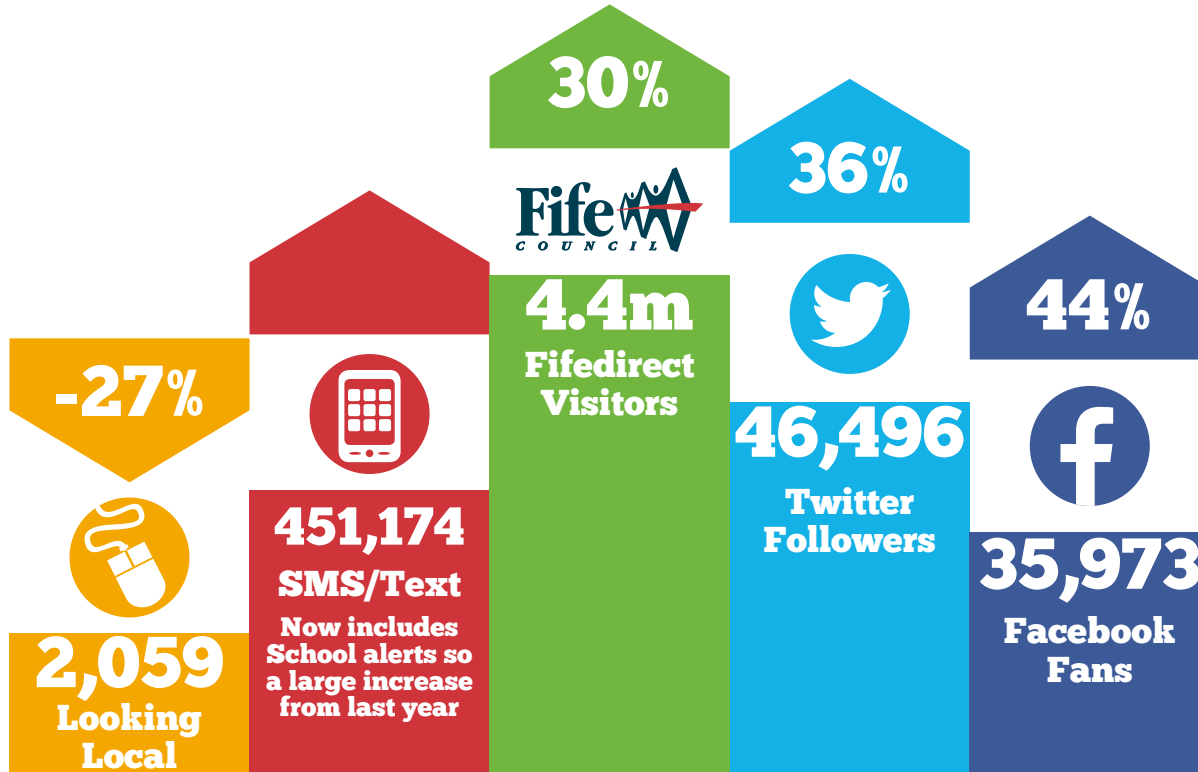 -27%
2,059
Looking
Local
451,174
SMS/Text
Now includes
School alerts so
a large increase
from last year
30%
Fife
COUNCIL
4.4m
Fifedirect
Visitors
36%
46,496
Twitter
Followers
44%
f
35,973
Facebook
Fans